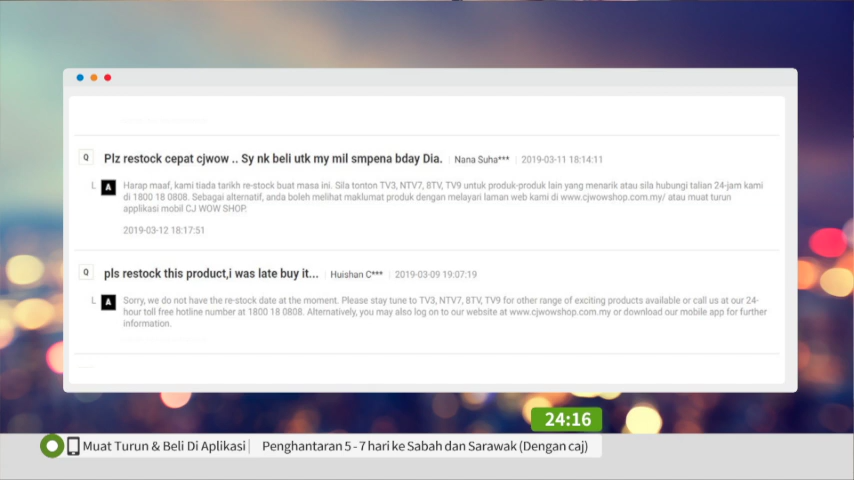 Q Plz restock cepat cjwow .. Sy nk beli utk my mil smpena bday Dia. | Nana Suha*** | 2019-03-11 18:14:11
L A Harap maaf, kami tiada tarikh re-stock buat masa ini. Sila tonton TV3, NTV7, 8TV, TV9 untuk produk-produk lain yang menarik atau sila hubungi talian 24-jam kami
di 1800 18 0808. Sebagai alternatif, anda boleh melihat maklumat produk dengan melayari laman web kami di www.cjwowshop.com.my/ atau muat turun
applikasi mobil CJ WOW SHOP.
2019-03-12 18:17:51
Q pls restock this product,i was late buy it... | Huishan C*** | 2019-03-09 19:07:19
L A Sorry, we do not have the re-stock date at the moment. Please stay tune to TV3, NTV7, 8TV, TV9 for other range of exciting products available or call us at our 24-
hour toll free hotline number at 1800 18 0808. Alternatively, you may also log on to our website at www.cjwowshop.com.my or download our mobile app for further
information.
24:16
Muat Turun & Beli Di Aplikasi | Penghantaran 5 - 7 hari ke Sabah dan Sarawak (Dengan caj)